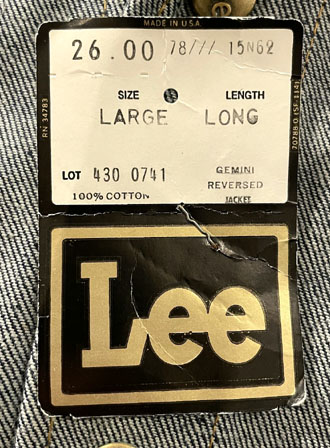 MADE IN U.S.A.
26.00 78/// 15N62
SIZE LENGTH
LARGE LONG
LOT 430 0741
100% COTTON
GEMINI
REVERSED
JACKET
RN 34783
Lee